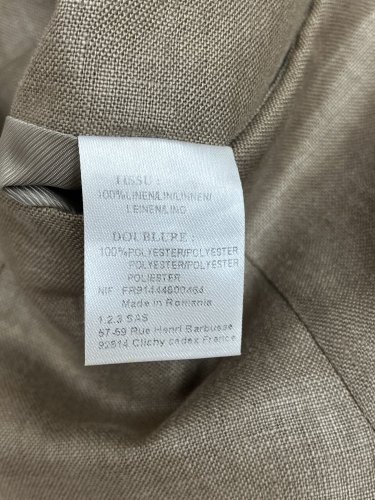 TISSU :
100%LINEN/LIN/LINNEN/
LEINEN/LINO
DOUBLURE :
100%POLYESTER/POLYESTER
POLYESTER/POLYESTER
POLIESTER
NIF FR91444600464
Made in Romania
1.2.3 SAS
57-59 Rue Henri Barbusse
92614 Clichy cedex France